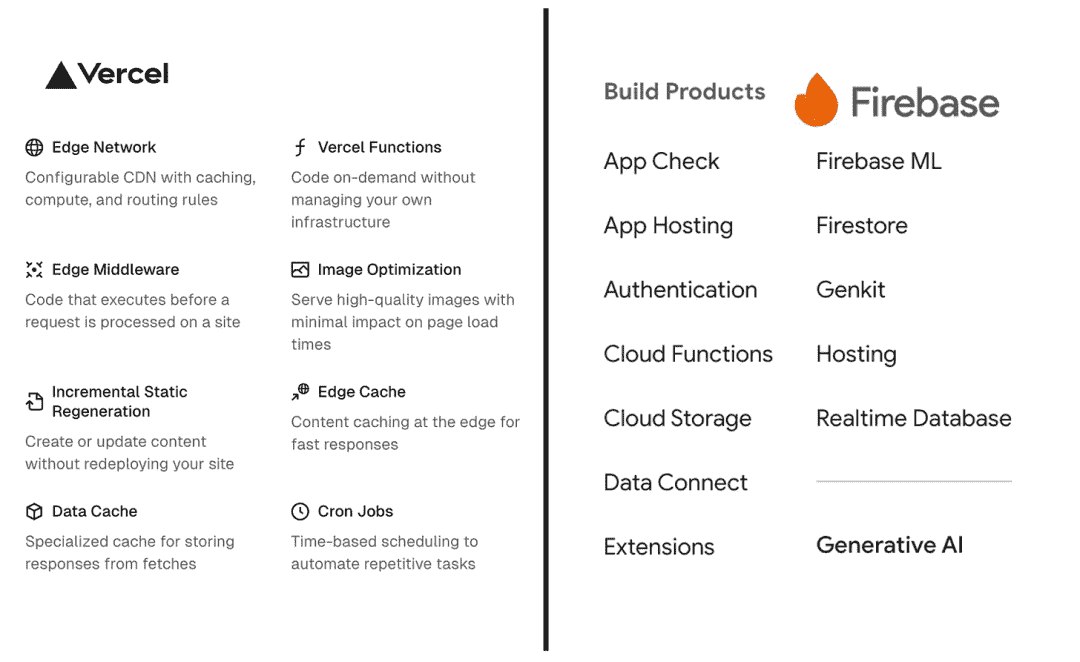 Vercel
Edge Network
Configurable CDN with caching,
compute, and routing rules
Vercel Functions
Code on-demand without
managing your own
infrastructure
Edge Middleware
Code that executes before a
request is processed on a site
Image Optimization
Serve high-quality images with
minimal impact on page load
times
Incremental Static
Regeneration
Create or update content
without redeploying your site
Edge Cache
Content caching at the edge for
fast responses
Data Cache
Specialized cache for storing
responses from fetches
Cron Jobs
Time-based scheduling to
automate repetitive tasks
Build Products
Firebase
App Check
App Hosting
Authentication
Cloud Functions
Cloud Storage
Data Connect
Extensions
Firebase ML
Firestore
Genkit
Hosting
Realtime Database
Generative AI